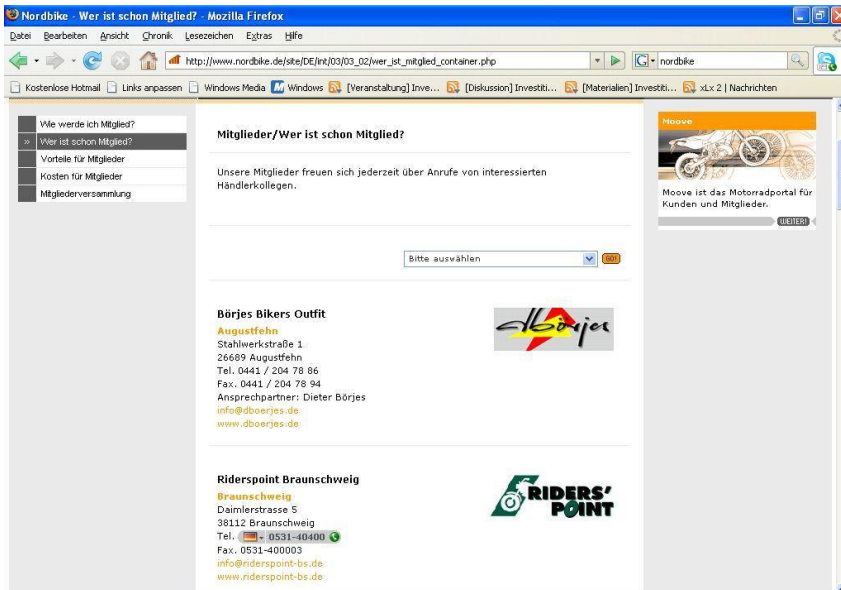 Nordbike - Wer ist schon Mitglied? - Mozilla Firefox
Datei Bearbeiten Ansicht Chronik Lesezeichen Extras Hilfe
http://www.nordbike.de/site/DE/int/03/03_02/wer_ist_mitglied_container.php
G nordbike
Kostenlose Hotmail Links anpassen Windows Media Windows [Veranstaltung] Inve... [Diskussion] Investiti... [Materialien] Investiti... xLx 2 | Nachrichten
Wie werde ich Mitglied?
» Wer ist schon Mitglied?
Vorteile für Mitglieder
Kosten für Mitglieder
Mitgliederversammlung
Mitglieder/Wer ist schon Mitglied?
Unsere Mitglieder freuen sich jederzeit über Anrufe von interessierten
Händlerkollegen.
Bitte auswählen GO!
Börjes Bikers Outfit
Augustfehn
Stahlwerkstraße 1
26689 Augustfehn
Tel. 0441 / 204 78 86
Fax. 0441 / 204 78 94
Ansprechpartner: Dieter Börjes
info@dboerjes.de
www.dboerjes.de
dbörjes
Riderspoint Braunschweig
Braunschweig
Daimlerstrasse 5
38112 Braunschweig
Tel. 0531-40400
Fax. 0531-400003
info@riderspoint-bs.de
www.riderspoint-bs.de
RIDERS'
POINT
Moove
Moove ist das Motorradportal für
Kunden und Mitglieder.
WEITER!